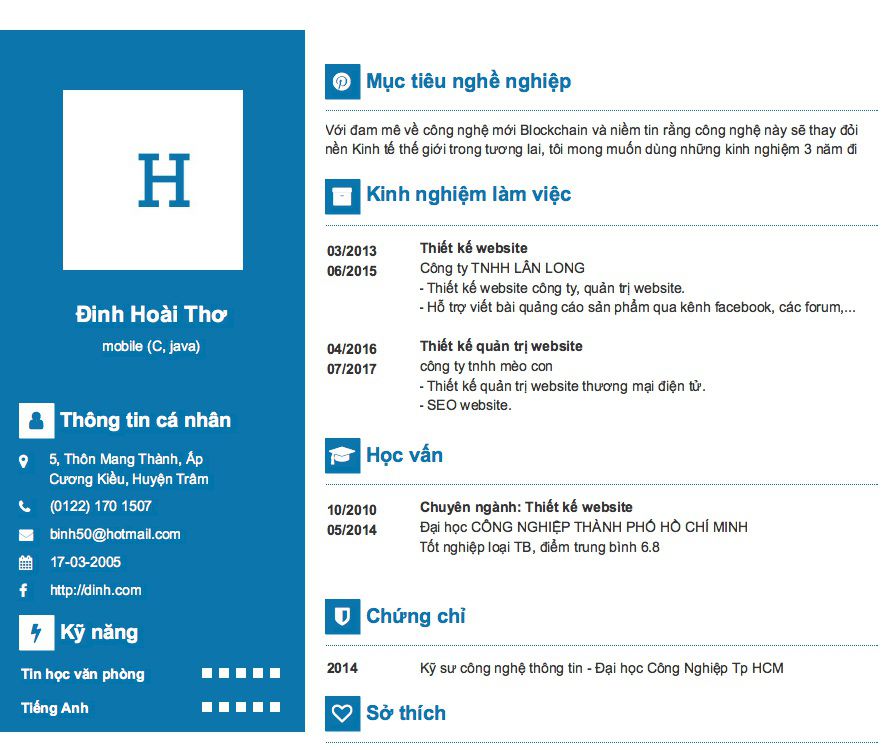 H
Đinh Hoài Thơ
mobile (C, java)
Thông tin cá nhân
5, Thôn Mang Thành, Ấp
Cương Kiều, Huyện Trâm
(0122) 170 1507
binh50@hotmail.com
17-03-2005
http://dinh.com
Kỹ năng
Tin học văn phòng
Tiếng Anh
Mục tiêu nghề nghiệp
Với đam mê về công nghệ mới Blockchain và niềm tin rằng công nghệ này sẽ thay đổi
nền Kinh tế thế giới trong tương lai, tôi mong muốn dùng những kinh nghiệm 3 năm đi
Kinh nghiệm làm việc
03/2013
06/2015
Thiết kế website
Công ty TNHH LÂN LONG
- Thiết kế website công ty, quản trị website.
- Hỗ trợ viết bài quảng cáo sản phẩm qua kênh facebook, các forum,...
04/2016
07/2017
Thiết kế quản trị website
công ty tnhh mèo con
- Thiết kế quản trị website thương mại điện tử.
- SEO website.
Học vấn
10/2010
05/2014
Chuyên ngành: Thiết kế website
Đại học CÔNG NGHIỆP THÀNH PHỐ HỒ CHÍ MINH
Tốt nghiệp loại TB, điểm trung bình 6.8
Chứng chỉ
2014
Kỹ sư công nghệ thông tin - Đại học Công Nghiệp Tp HCM
Sở thích